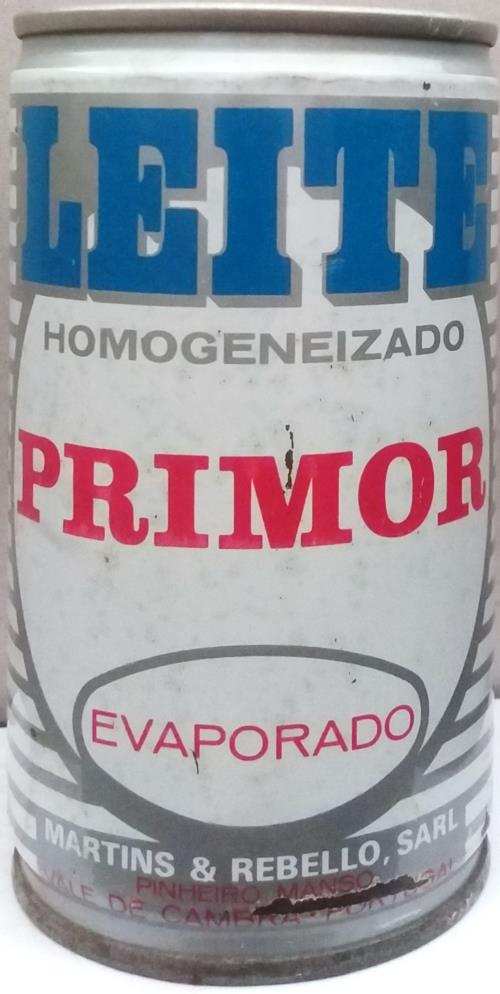 LEITE
HOMOGENEIZADO
PRIMOR
EVAPORADO
MARTINS & REBELLO, SARL
PINHEIRO MANSO
VALE DE CAMBRA - PORTUGAL